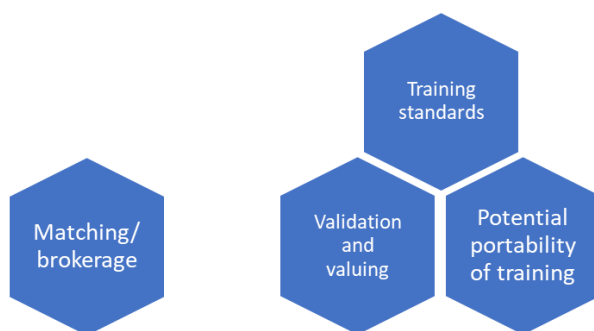 Training
standards
Matching/
brokerage
Validation
and
valuing
Potential
portability
of training